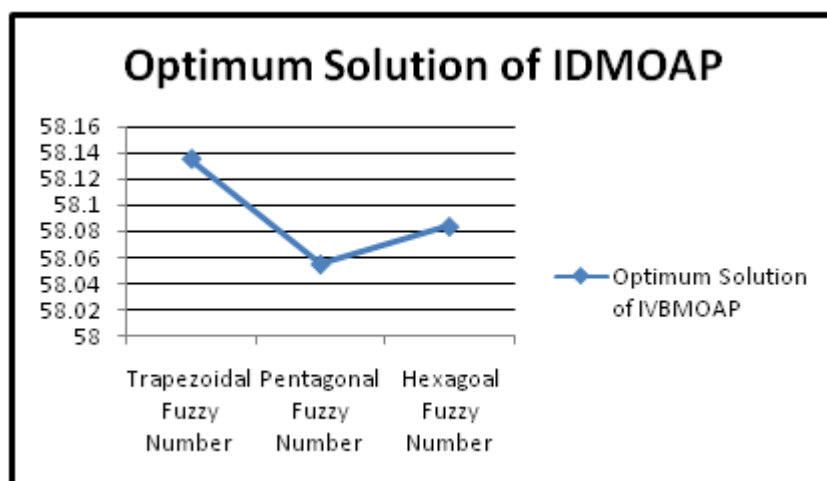 Optimum Solution of IDMOAP
58.16
58.14
58.12
58.1
58.08
58.06
58.04
58.02
58
Trapezoidal
Fuzzy
Number
Pentagonal
Fuzzy
Number
Hexagoal
Fuzzy
Number
Optimum Solution
of IVBMOAP